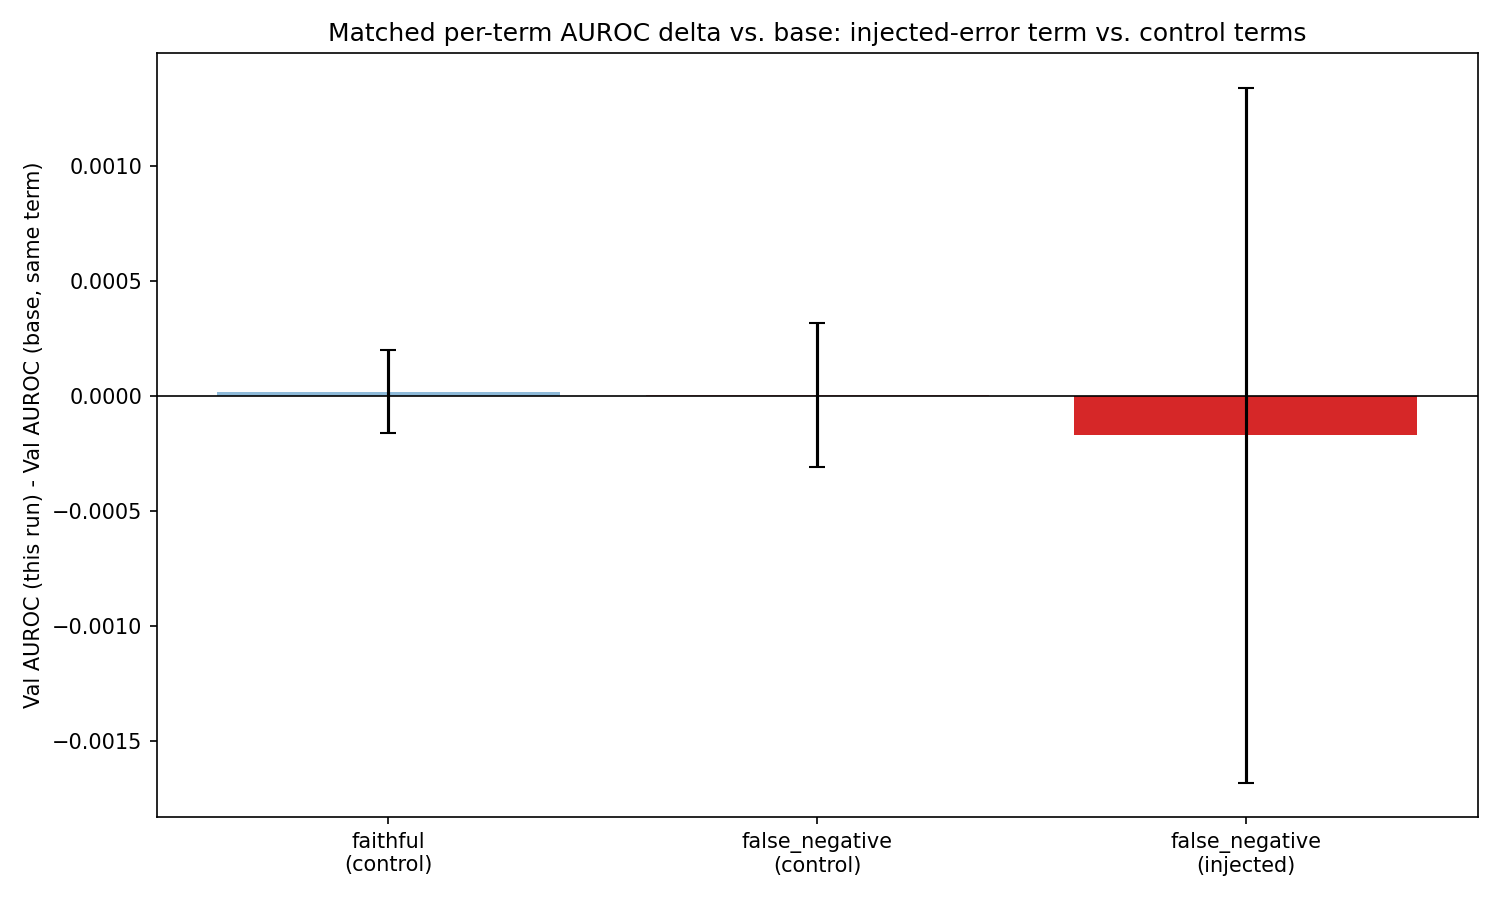 Matched per-term AUROC delta vs. base: injected-error term vs. control terms
Val AUROC (this run) - Val AUROC (base, same term)
0.0010
0.0005
0.0000
−0.0005
−0.0010
−0.0015
faithful
(control)
false_negative
(control)
false_negative
(injected)